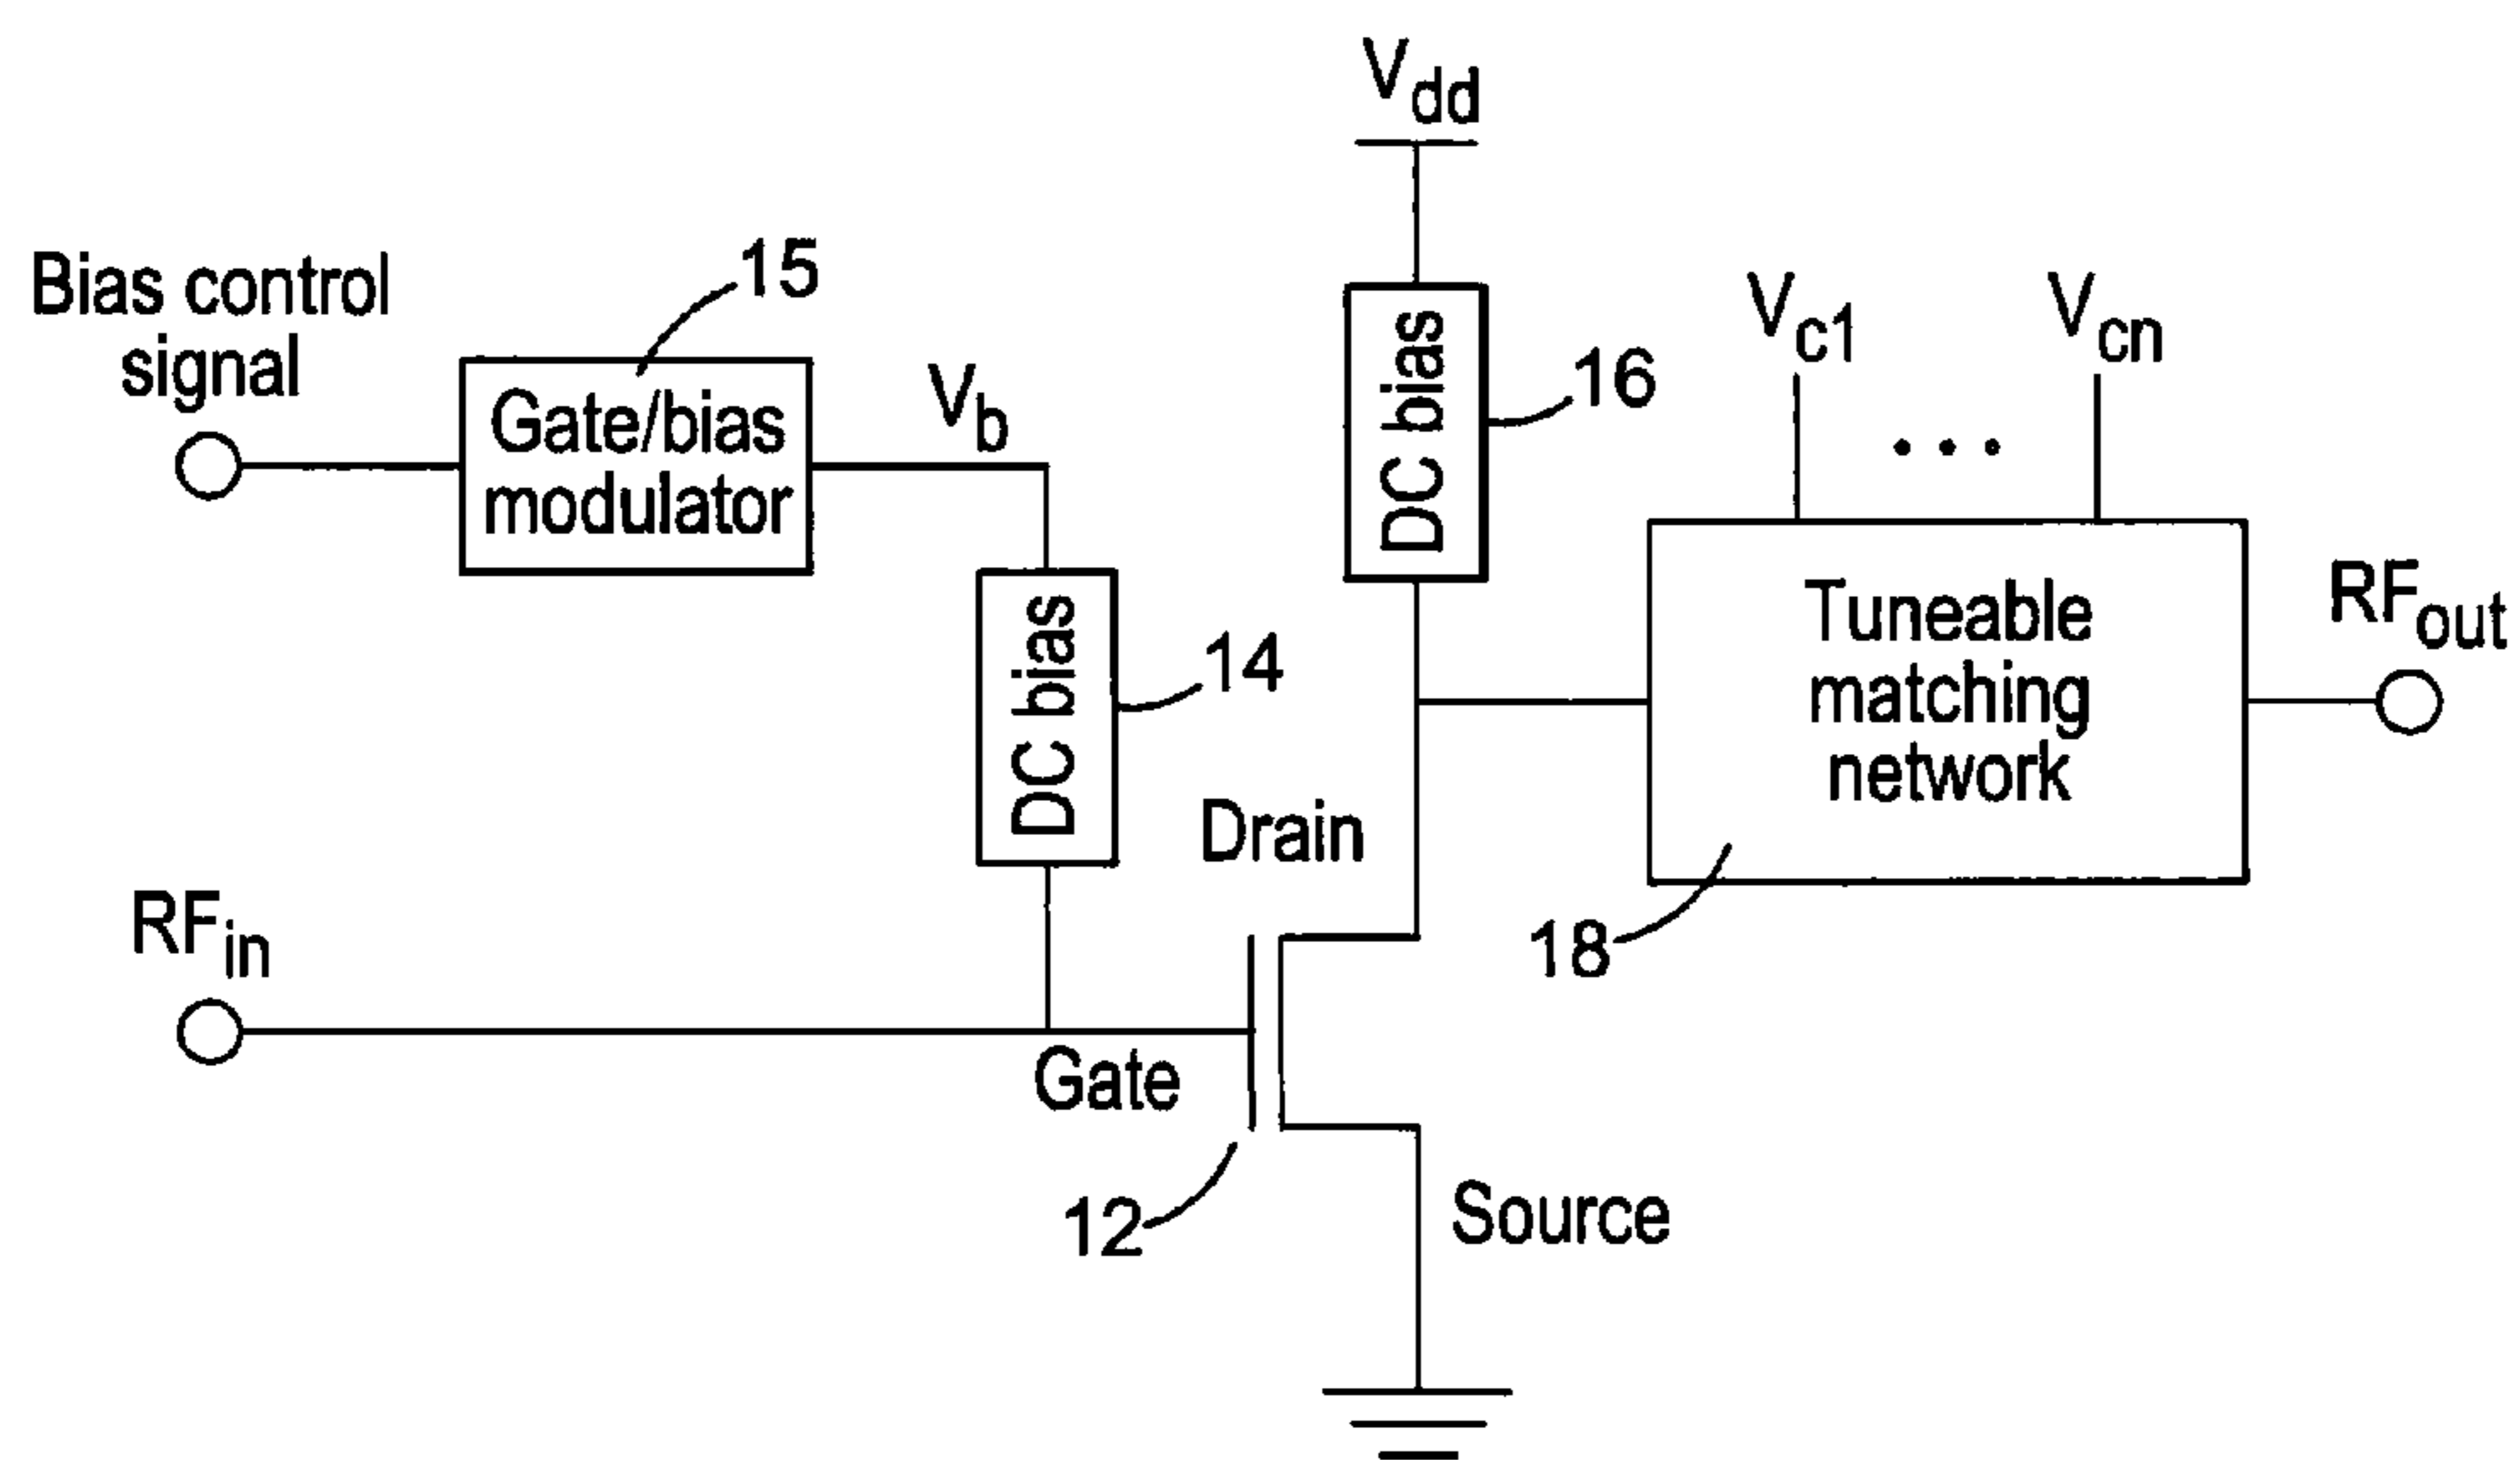 Vdd
Bias control
signal
15
Gate/bias
modulator
Vb
DC bias
16
Vc1
• • •
Vcn
DC bias
14
Tuneable
matching
network
18
RFout
Drain
RFin
Gate
12
Source